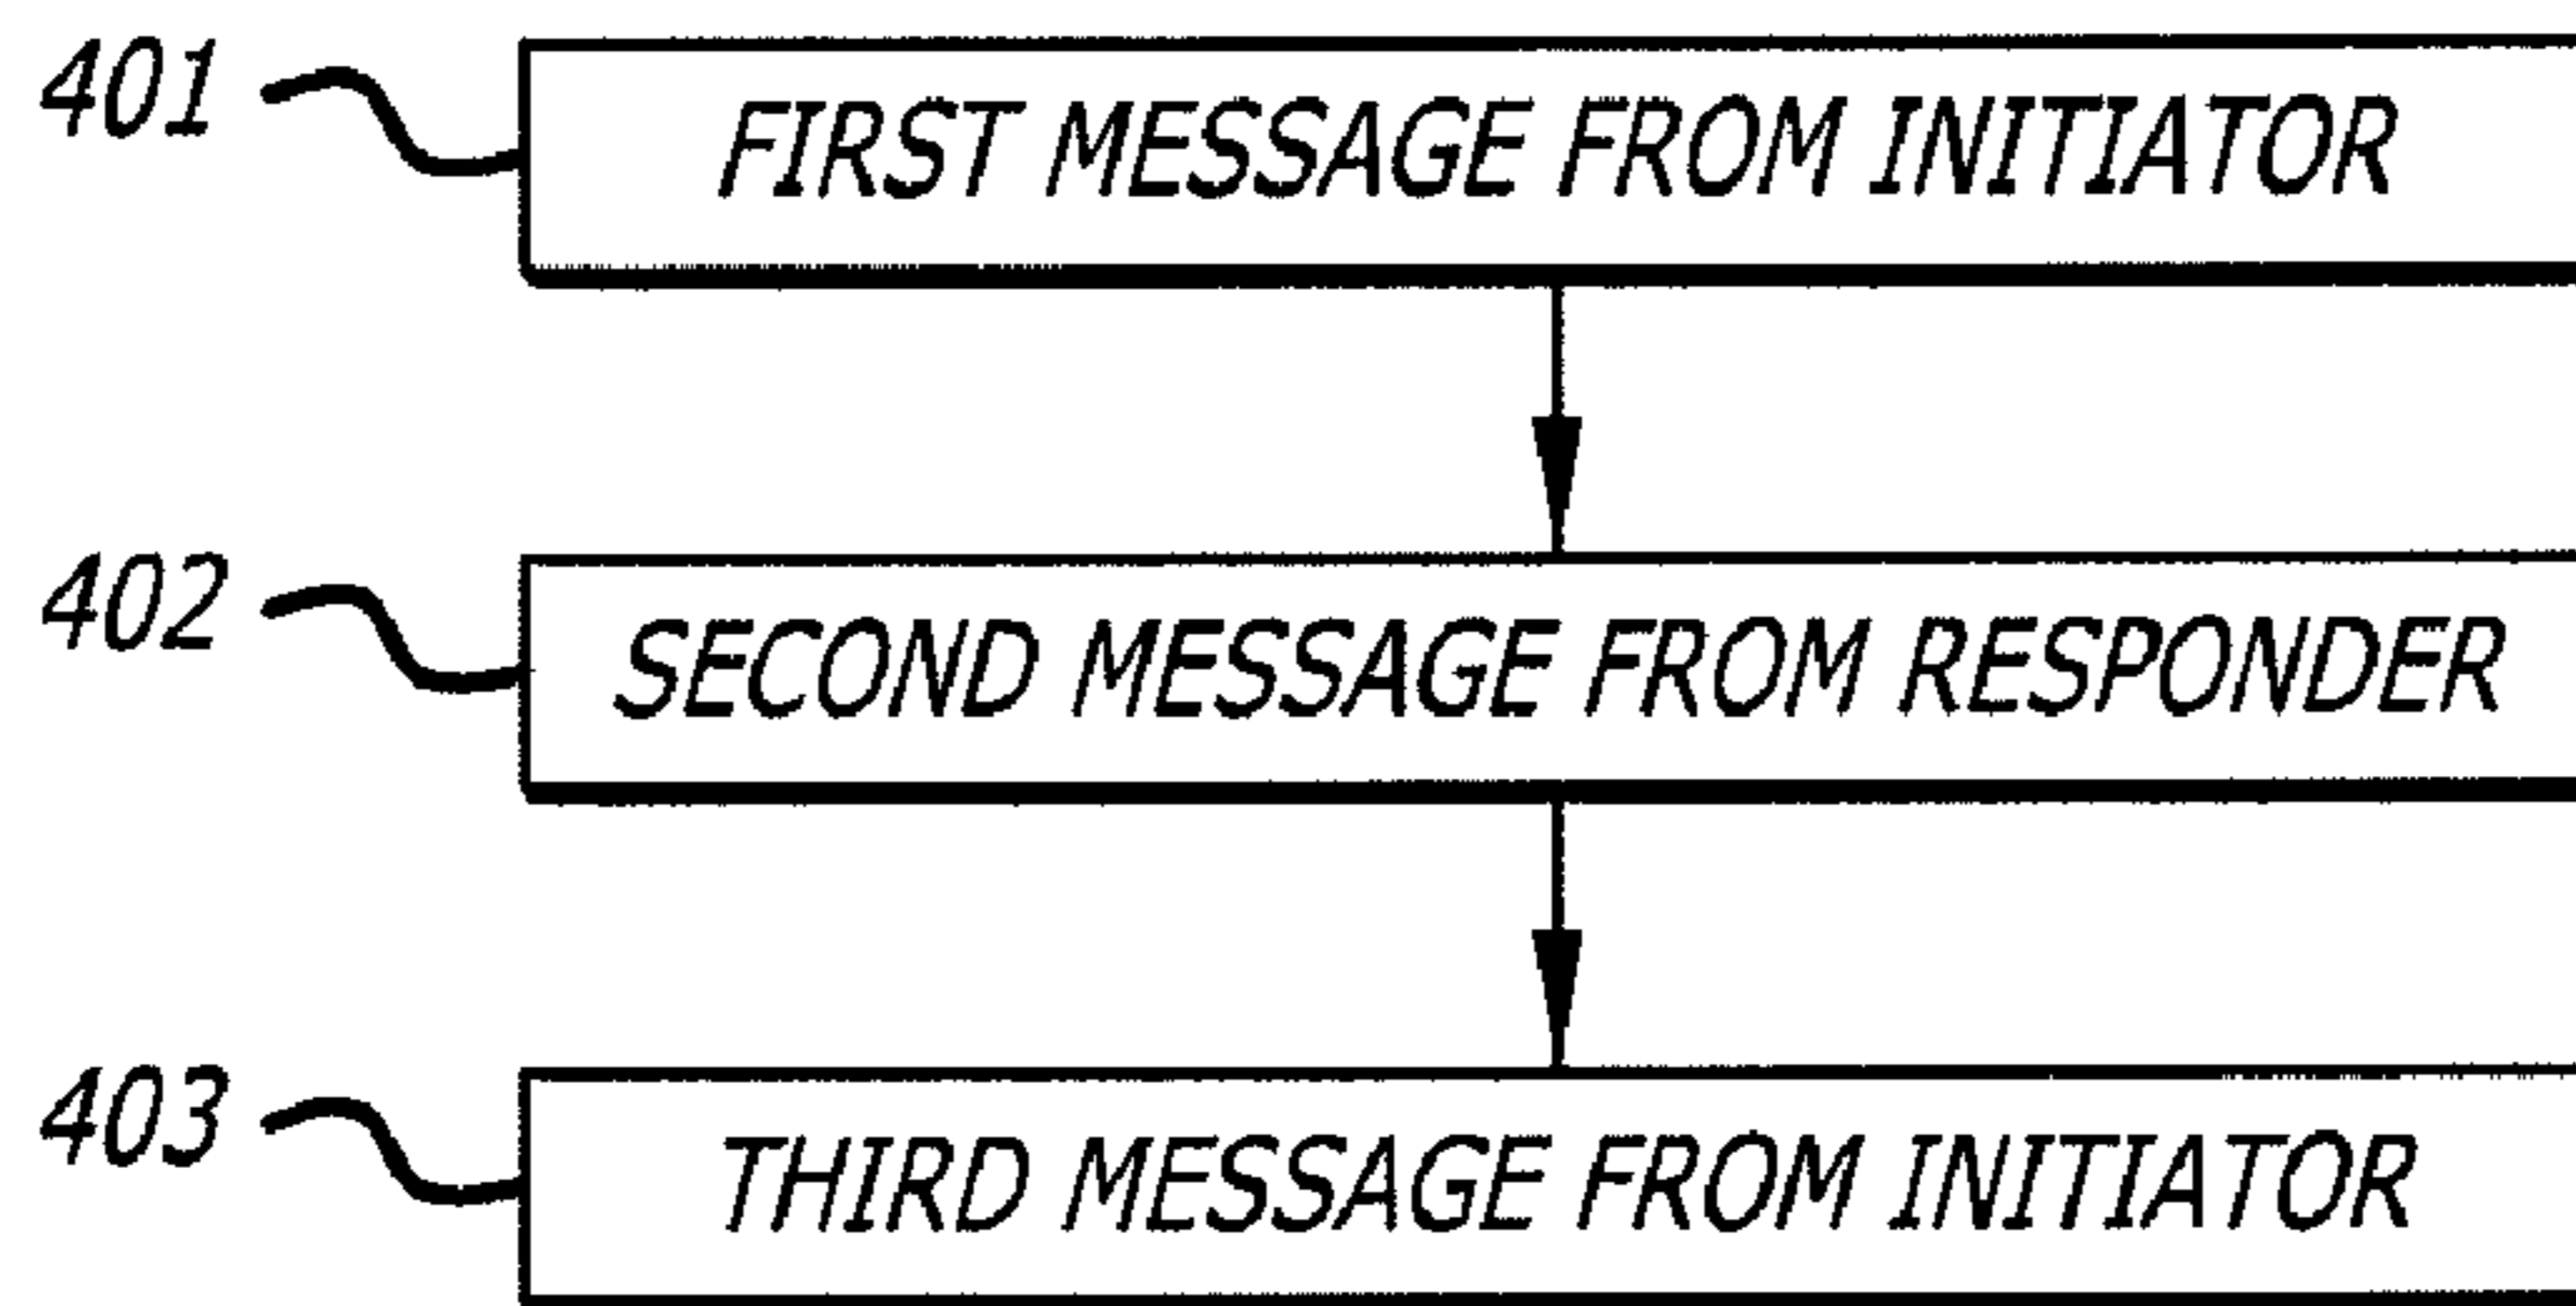 401
FIRST MESSAGE FROM INITIATOR
402
SECOND MESSAGE FROM RESPONDER
403
THIRD MESSAGE FROM INITIATOR